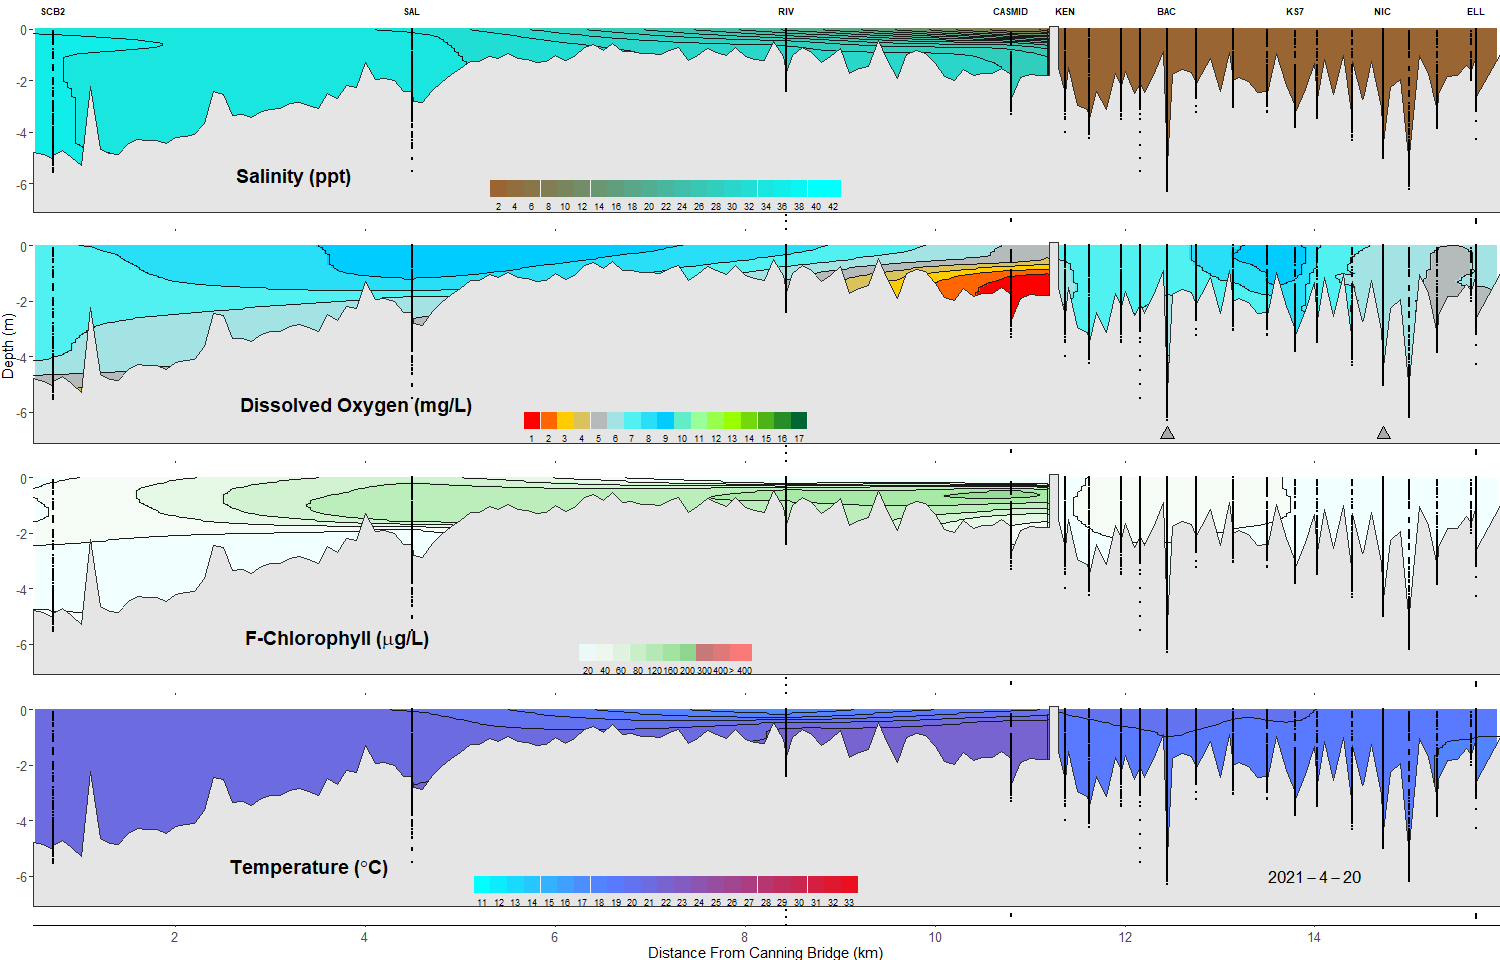 SCB2 SAL RIV CASMID KEN BAC KS7 NIC ELL
0
-2
-4
-6
Salinity (ppt)
2 4 6 8 10 12 14 16 18 20 22 24 26 28 30 32 34 36 38 40 42
0
-2
-4
-6
Depth (m)
Dissolved Oxygen (mg/L)
1 2 3 4 5 6 7 8 9 10 11 12 13 14 15 16 17
0
-2
-4
-6
F-Chlorophyll (μg/L)
20 40 60 80 120 160 200 300 400 > 400
0
-2
-4
-6
Temperature (°C)
11 12 13 14 15 16 17 18 19 20 21 22 23 24 25 26 27 28 29 30 31 32 33
2021 – 4 – 20
2 4 6 8 10 12 14
Distance From Canning Bridge (km)